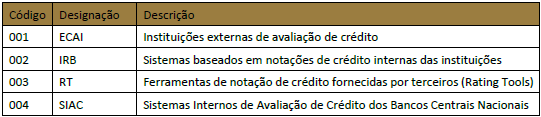 Código Designação Descrição
001 ECAI Instituições externas de avaliação de crédito
002 IRB Sistemas baseados em notações de crédito internas das instituições
003 RT Ferramentas de notação de crédito fornecidas por terceiros (Rating Tools)
004 SIAC Sistemas Internos de Avaliação de Crédito dos Bancos Centrais Nacionais